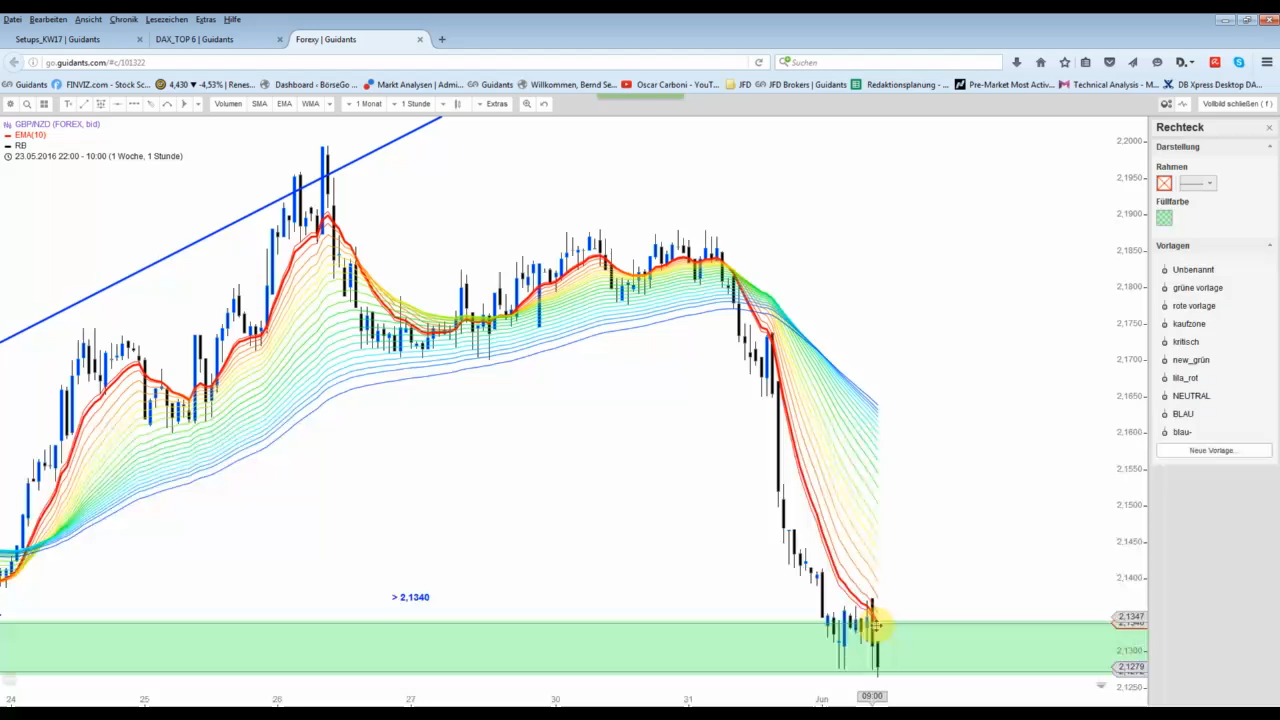 Datei Bearbeiten Ansicht Chronik Lesezeichen Extras Hilfe
Setups_KW17 | Guidants × DAX_TOP 6 | Guidants × Forexy | Guidants × +
go.guidants.com/#c/101322 Suchen
Guidants FINVIZ.com - Stock Sc... 4,430 ▾ -4,53% | Renes... Dashboard ‹ BörseGo ... Markt Analysen | Admi... Guidants Willkommen, Bernd Se... Oscar Carboni - YouT... JFD JFD Brokers | Guidants Redaktionsplanung - ... Pre-Market Most Activ... Technical Analysis - M... DB Xpress Desktop DA...
Volumen SMA EMA WMA 1 Monat 1 Stunde Extras Vollbild schließen ( f )
GBP/NZD (FOREX, bid)
EMA(10)
RB
23.05.2016 22:00 - 10:00 (1 Woche, 1 Stunde)
2,2000
2,1950
2,1900
2,1850
2,1800
2,1750
2,1700
2,1650
2,1600
2,1550
2,1500
2,1450
2,1400
2,1347
2,1300
2,1279
2,1250
> 2,1340
24 25 26 27 30 31 Jun 09:00
Rechteck
Darstellung
Rahmen
Füllfarbe
Vorlagen
Unbenannt
grüne vorlage
rote vorlage
kaufzone
kritisch
new_grün
lila_rot
NEUTRAL
BLAU
blau-
Neue Vorlage...